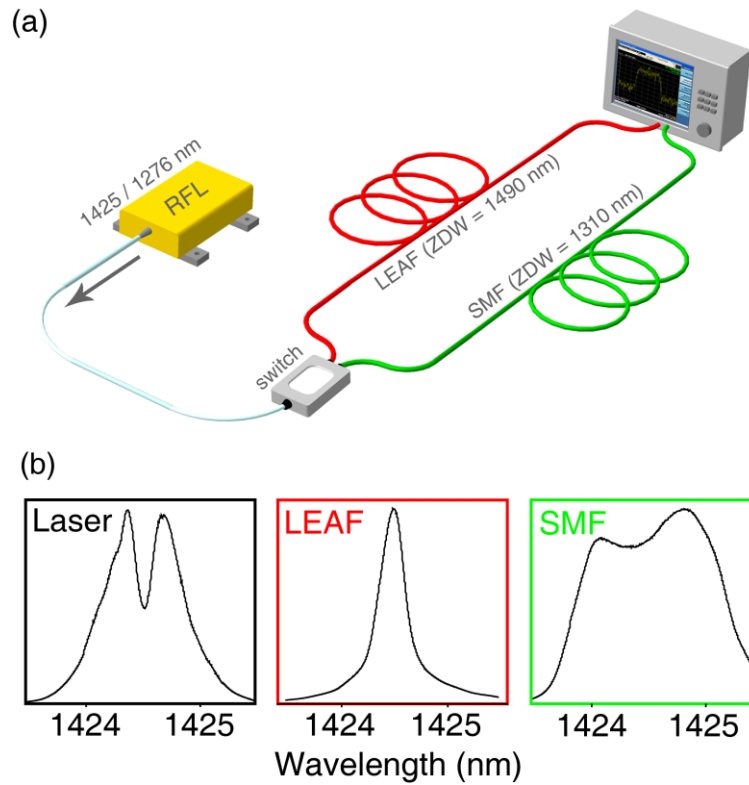 (a)
1425 / 1276 nm
RFL
LEAF (ZDW = 1490 nm)
SMF (ZDW = 1310 nm)
switch
(b)
Laser
LEAF
SMF
1424 1425 1424 1425 1424 1425
Wavelength (nm)